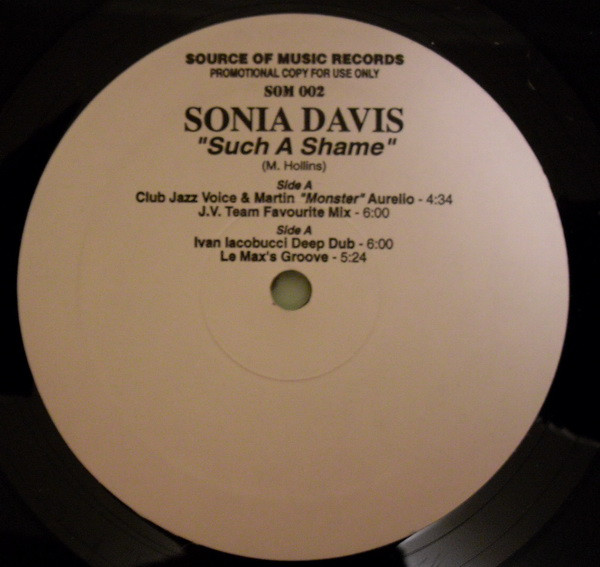 SOURCE OF MUSIC RECORDS
PROMOTIONAL COPY FOR USE ONLY
SOM 002
SONIA DAVIS
"Such A Shame"
(M. Hollins)
Side A
Club Jazz Voice & Martin "Monster" Aurelio - 4:34
J.V. Team Favourite Mix - 6:00
Side A
Ivan Iacobucci Deep Dub - 6:00
Le Max's Groove - 5:24